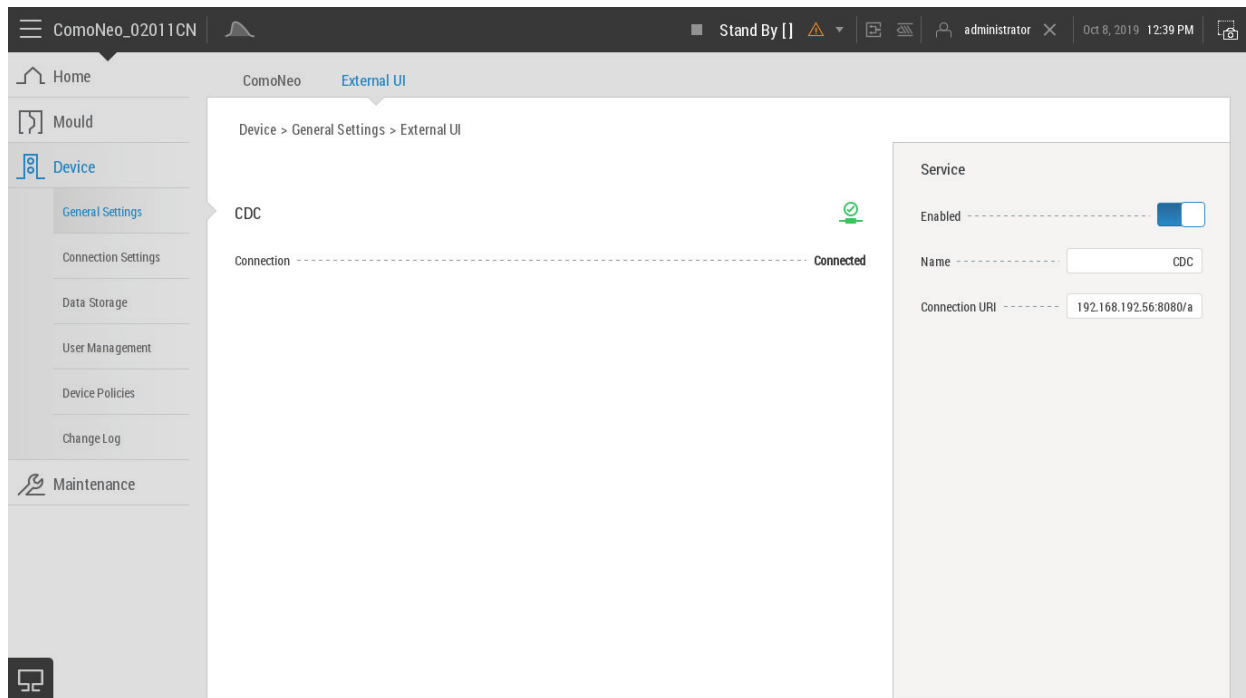 ComoNeo_02011CN
Stand By [] administrator Oct 8, 2019 12:39 PM
Home
Mould
Device
General Settings
Connection Settings
Data Storage
User Management
Device Policies
Change Log
Maintenance
ComoNeo External UI
Device > General Settings > External UI
CDC
Connection Connected
Service
Enabled
Name CDC
Connection URI 192.168.192.56:8080/a